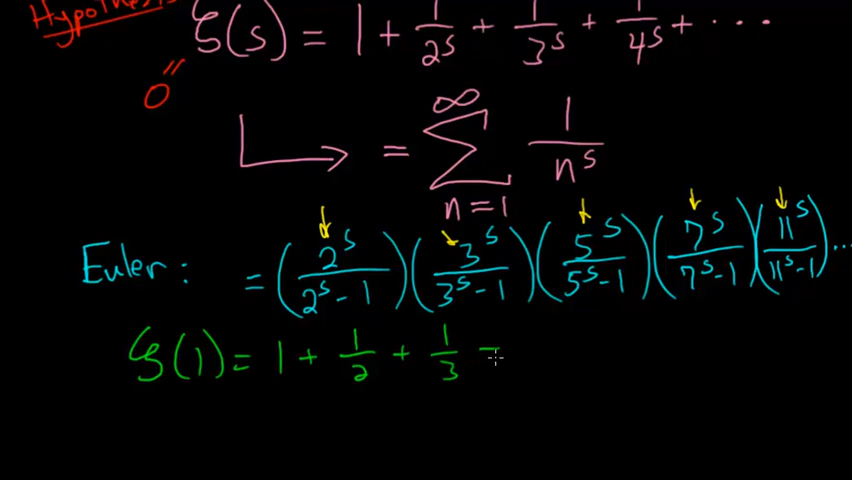 Hypothesis
ζ(s) = 1 + 1/2^s + 1/3^s + 1/4^s + ...
0"
= ∑_{n=1}^{∞} 1/n^s
Euler: = (2^s/(2^s-1))(3^s/(3^s-1))(5^s/(5^s-1))(7^s/(7^s-1))(11^s/(11^s-1))...
ζ(1) = 1 + 1/2 + 1/3 -